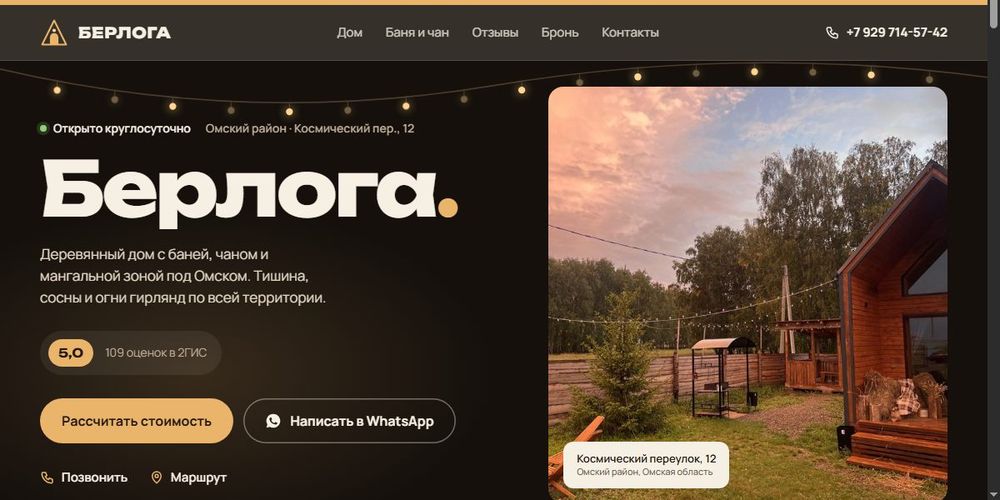 БЕРЛОГА
Дом
Баня и чан
Отзывы
Бронь
Контакты
+7 929 714-57-42
Открыто круглосуточно
Омский район · Космический пер., 12
Берлога.
Деревянный дом с баней, чаном и
мангальной зоной под Омском. Тишина,
сосны и огни гирлянд по всей территории.
5,0
109 оценок в 2ГИС
Рассчитать стоимость
Написать в WhatsApp
Позвонить
Маршрут
Космический переулок, 12
Омский район, Омская область